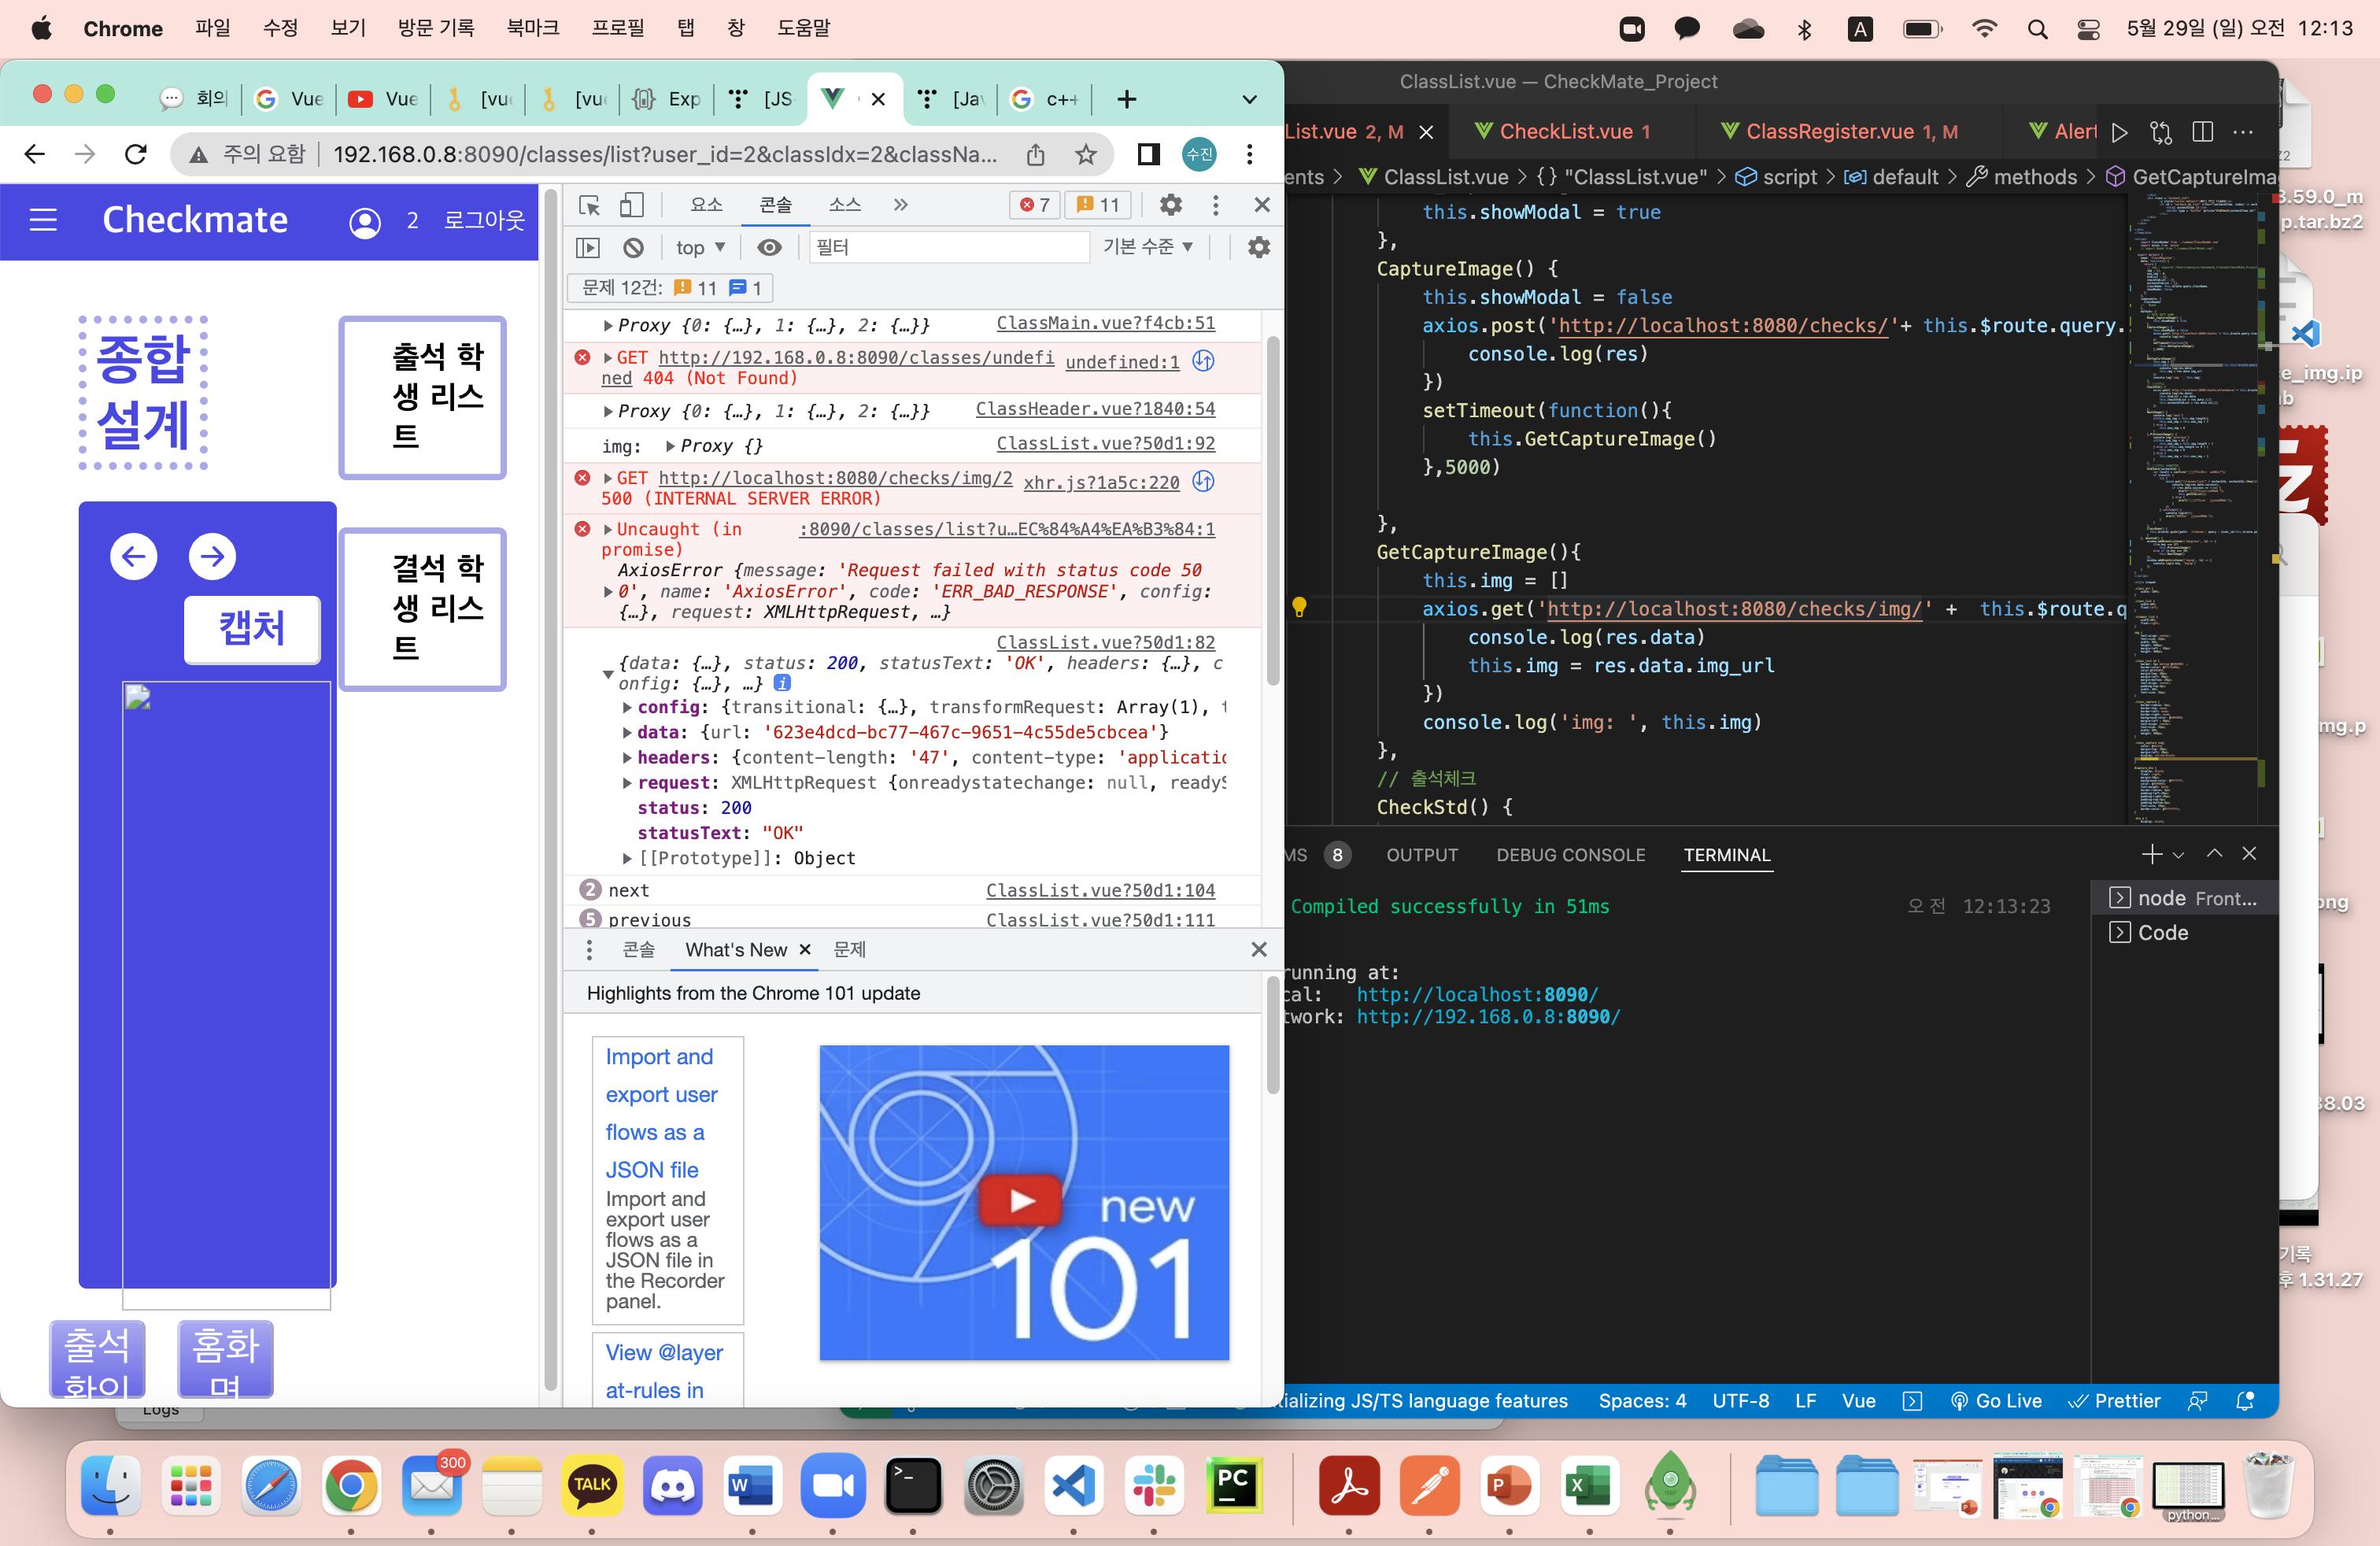 Chrome 파일 수정 보기 방문 기록 북마크 프로필 탭 창 도움말
A 5월 29일 (일) 오전 12:13
회의 Vue Vue [vue [vue Exp [JS [Ja c++
주의 요함 192.168.0.8:8090/classes/list?user_id=2&classIdx=2&classNa... 수진
Checkmate 2 로그아웃
종합
설계
출석 학
생 리스
트
캡처
결석 학
생 리스
트
출석
화이
홈화
면
요소 콘솔 소스 7 11
top 필터 기본 수준
문제 12건: 11 1
Proxy {0: {…}, 1: {…}, 2: {…}} ClassMain.vue?f4cb:51
GET http://192.168.0.8:8090/classes/undefi undefined:1
ned 404 (Not Found)
Proxy {0: {…}, 1: {…}, 2: {…}} ClassHeader.vue?1840:54
img: Proxy {} ClassList.vue?50d1:92
GET http://localhost:8080/checks/img/2 xhr.js?1a5c:220
500 (INTERNAL SERVER ERROR)
Uncaught (in :8090/classes/list?u…EC%84%A4%EA%B3%84:1
promise)
AxiosError {message: 'Request failed with status code 50
0', name: 'AxiosError', code: 'ERR_BAD_RESPONSE', config:
{…}, request: XMLHttpRequest, …}
ClassList.vue?50d1:82
{data: {…}, status: 200, statusText: 'OK', headers: {…}, c
onfig: {…}, …} i
config: {transitional: {…}, transformRequest: Array(1), t
data: {url: '623e4dcd-bc77-467c-9651-4c55de5cbcea'}
headers: {content-length: '47', content-type: 'applicatio
request: XMLHttpRequest {onreadystatechange: null, readyS
status: 200
statusText: "OK"
[[Prototype]]: Object
2 next ClassList.vue?50d1:104
5 previous ClassList.vue?50d1:111
콘솔 What's New 문제
Highlights from the Chrome 101 update
Import and
export user
flows as a
JSON file
Import and
export user
flows as a
JSON file in
the Recorder
panel.
View @layer
at-rules in
new
101
Logs
ClassList.vue — CheckMate_Project
List.vue 2, M CheckList.vue 1 ClassRegister.vue 1, M Alert
ents > ClassList.vue > {} "ClassList.vue" > script > default > methods > GetCaptureIma
this.showModal = true
},
CaptureImage() {
this.showModal = false
axios.post('http://localhost:8080/checks/'+ this.$route.query.
console.log(res)
})
setTimeout(function(){
this.GetCaptureImage()
},5000)
},
GetCaptureImage(){
this.img = []
axios.get('http://localhost:8080/checks/img/' + this.$route.q
console.log(res.data)
this.img = res.data.img_url
})
console.log('img: ', this.img)
},
// 출석체크
CheckStd() {
MS 8 OUTPUT DEBUG CONSOLE TERMINAL
Compiled successfully in 51ms 오전 12:13:23
running at:
cal: http://localhost:8090/
twork: http://192.168.0.8:8090/
node Front...
Code
tializing JS/TS language features Spaces: 4 UTF-8 LF Vue Go Live Prettier
3.59.0_m
p.tar.bz2
e_img.ip
b
mg.p
ong
38.03
기록
후 1.31.27
300
TALK
W
PC
P
X
python...